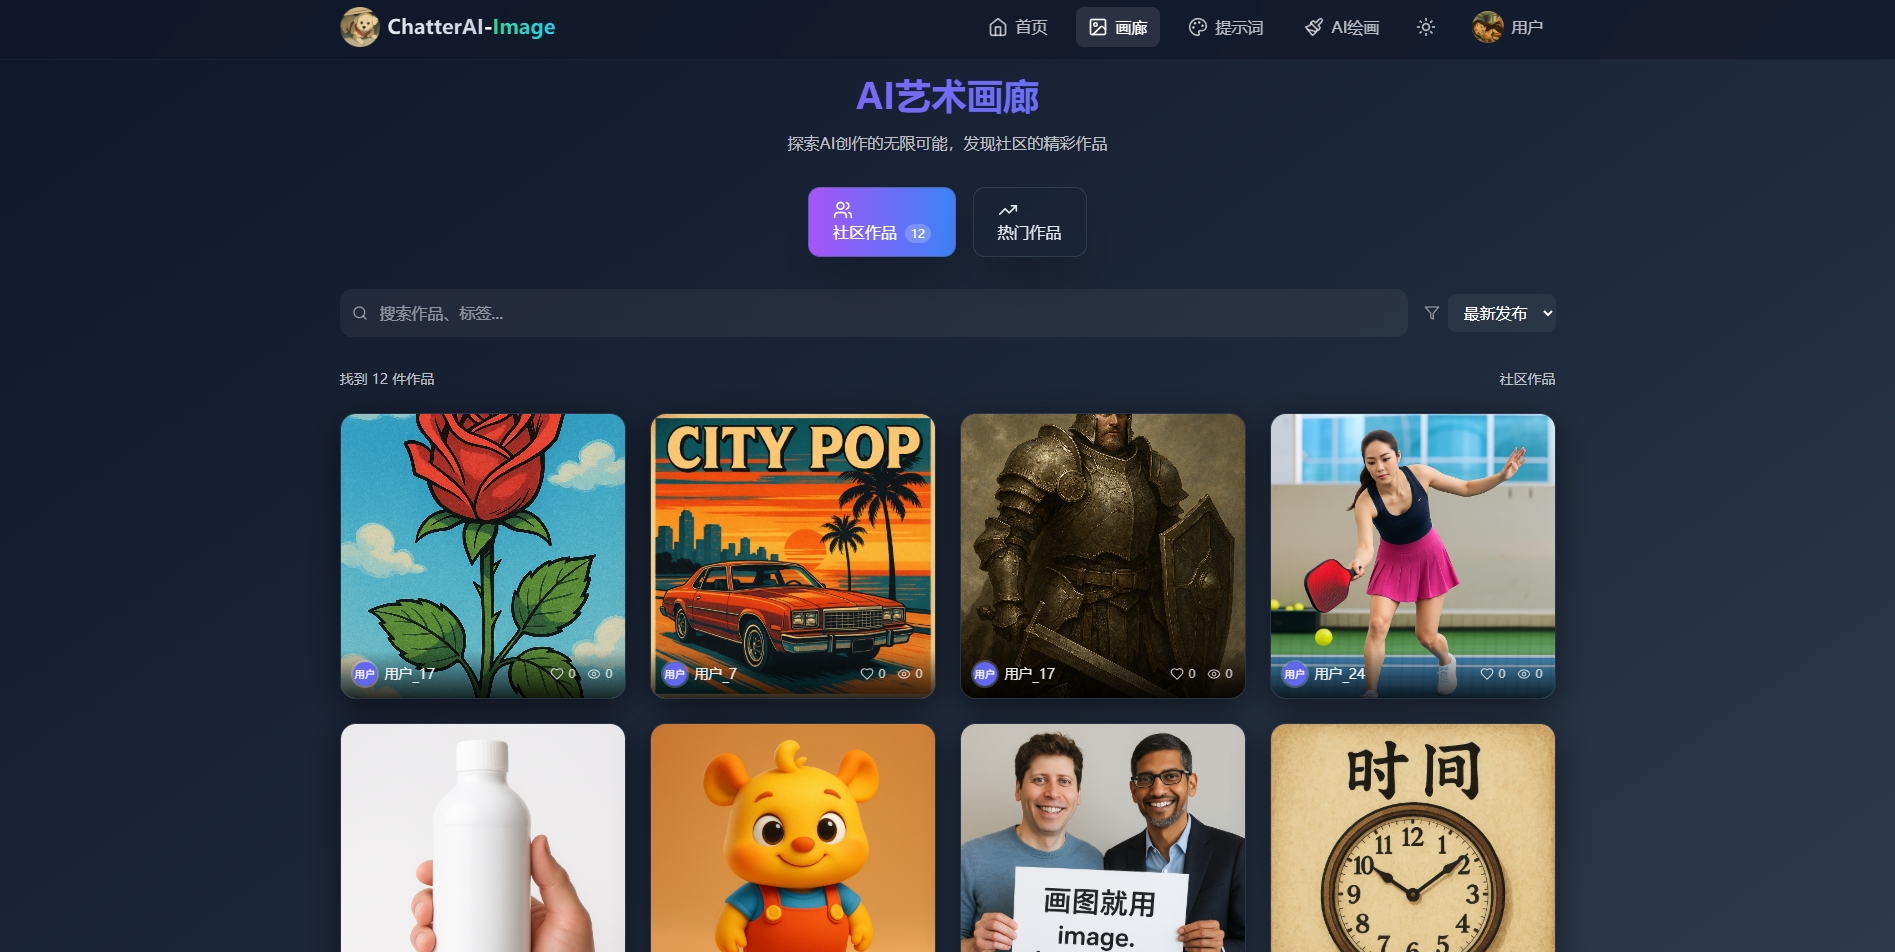 ChatterAI-Image
首页
画廊
提示词
AI绘画
用户
AI艺术画廊
探索AI创作的无限可能，发现社区的精彩作品
社区作品 12
热门作品
搜索作品、标签...
最新发布
找到 12 件作品
社区作品
用户 用户_17 0 0
CITY POP
用户 用户_7 0 0
用户 用户_17 0 0
用户 用户_24 0 0
画图就用
image.
时间
12
11 1
10 2
9 3
8 4
7 6 5